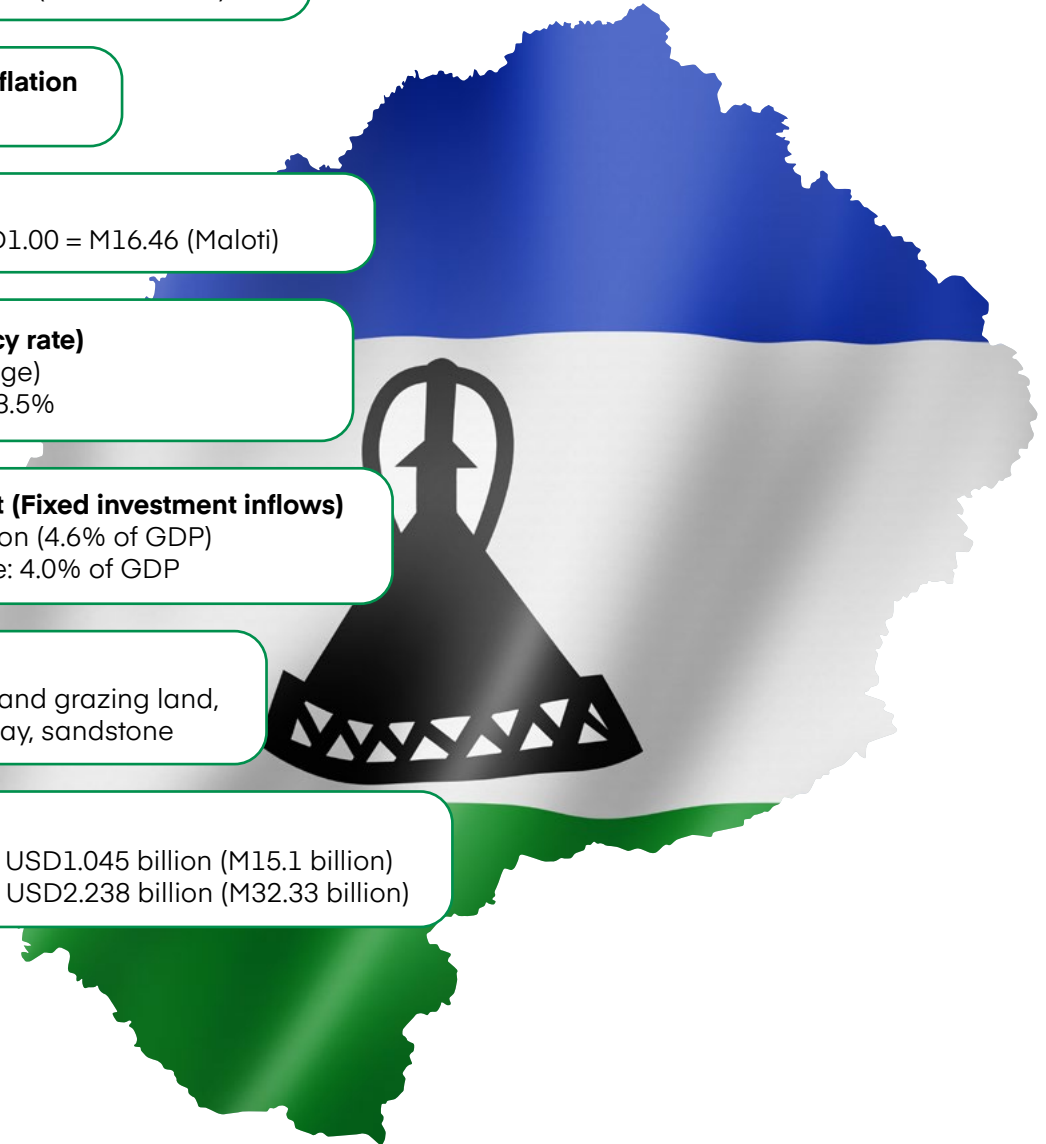 flation
1.00 = M16.46 (Maloti)
cy rate)
ge)
3.5%
t (Fixed investment inflows)
on (4.6% of GDP)
e: 4.0% of GDP
and grazing land,
ay, sandstone
USD1.045 billion (M15.1 billion)
USD2.238 billion (M32.33 billion)